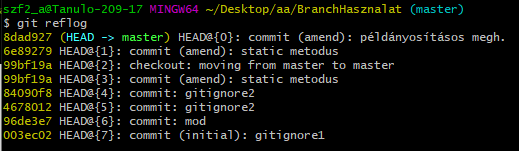 szf2_a@Tanulo-209-17 MINGW64 ~/Desktop/aa/BranchHasznalat (master)
$ git reflog
8dad927 (HEAD -> master) HEAD@{0}: commit (amend): példányosításos megh.
6e89279 HEAD@{1}: commit (amend): static metodus
99bf19a HEAD@{2}: checkout: moving from master to master
99bf19a HEAD@{3}: commit (amend): static metodus
84090f8 HEAD@{4}: commit: gitignore2
4678012 HEAD@{5}: commit: gitignore2
96de3e7 HEAD@{6}: commit: mod
003ec02 HEAD@{7}: commit (initial): gitignore1